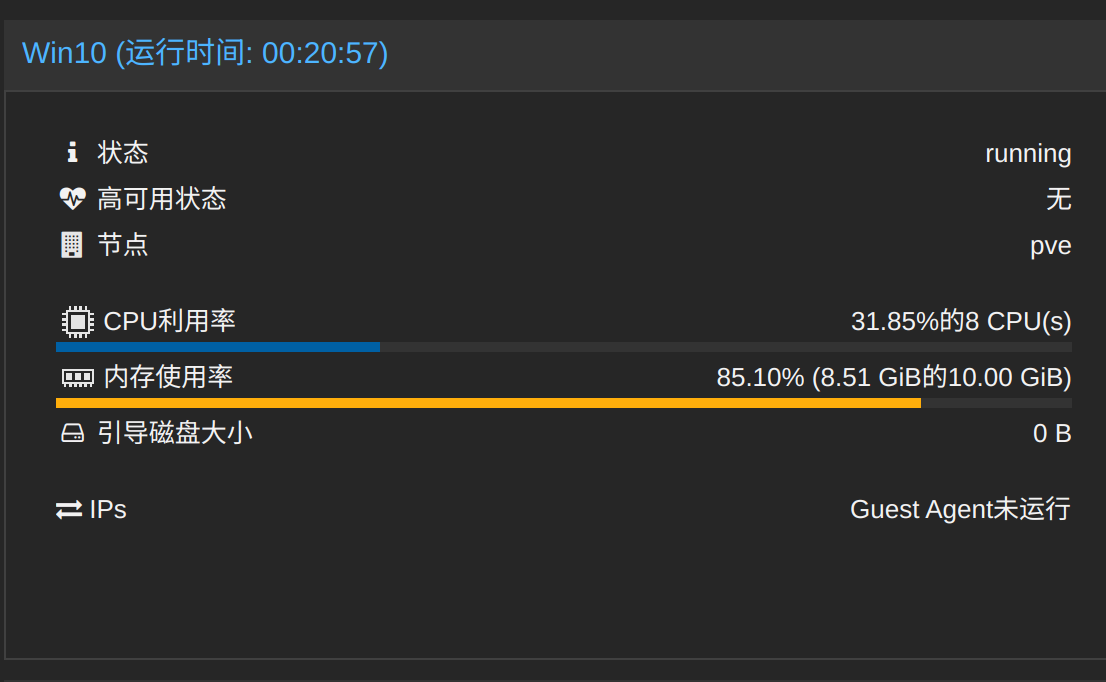 Win10 (运行时间: 00:20:57)
状态 running
高可用状态 无
节点 pve
CPU利用率 31.85%的8 CPU(s)
内存使用率 85.10% (8.51 GiB的10.00 GiB)
引导磁盘大小 0 B
IPs Guest Agent未运行